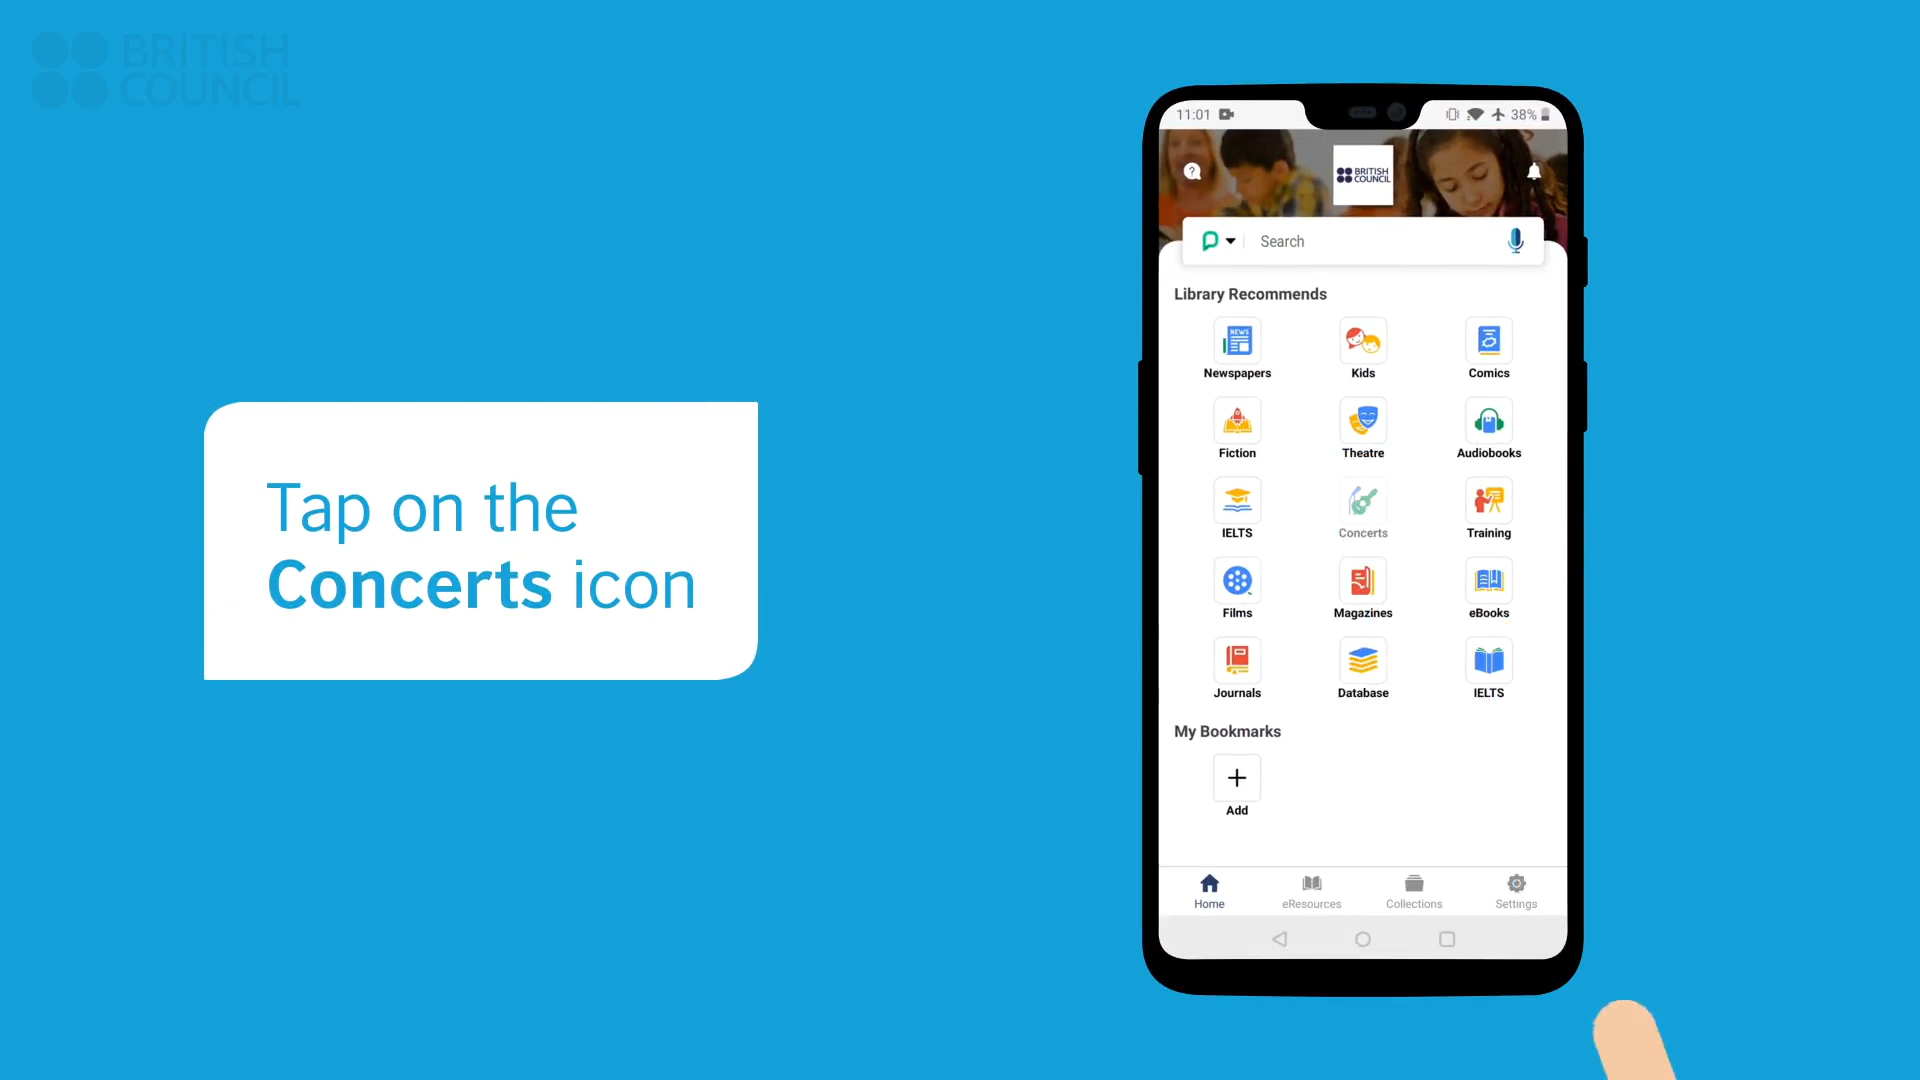 BRITISH
COUNCIL
Tap on the
Concerts icon
11:01
38%
BRITISH
COUNCIL
Search
Library Recommends
NEWS
Newspapers
Kids
Comics
Fiction
Theatre
Audiobooks
IELTS
Concerts
Training
Films
Magazines
eBooks
Journals
Database
IELTS
My Bookmarks
Add
Home
eResources
Collections
Settings